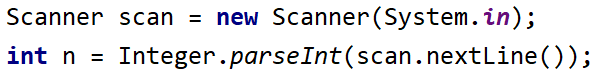 Scanner scan = new Scanner(System.in);
int n = Integer.parseInt(scan.nextLine());